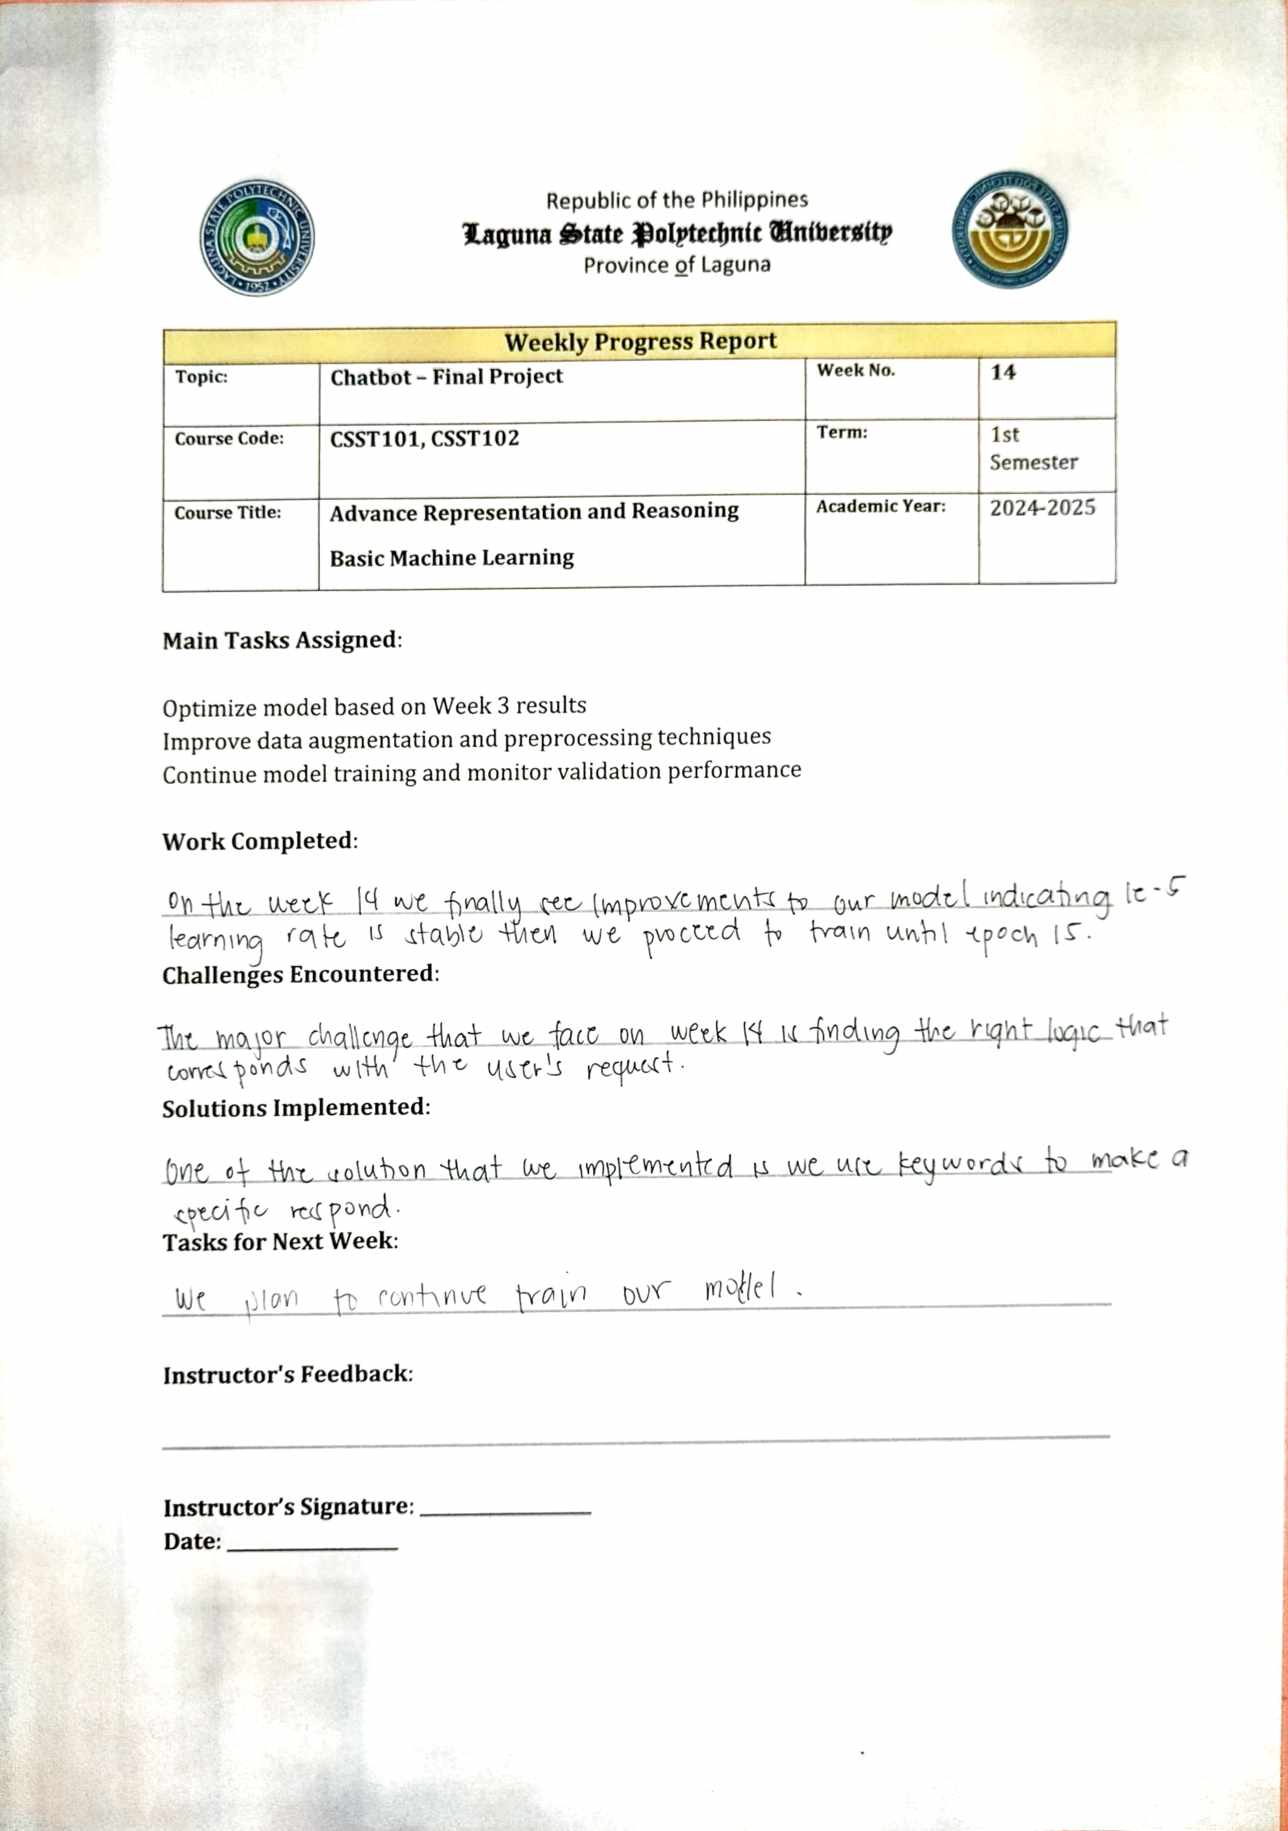 Republic of the Philippines
Laguna State Polytechnic University
Province of Laguna
LAGUNA STATE POLYTECHNIC UNIVERSITY
1952
Weekly Progress Report
Topic: Chatbot – Final Project Week No. 14
Course Code: CSST101, CSST102 Term: 1st
Semester
Course Title: Advance Representation and Reasoning Academic Year: 2024-2025
Basic Machine Learning
Main Tasks Assigned:
Optimize model based on Week 3 results
Improve data augmentation and preprocessing techniques
Continue model training and monitor validation performance
Work Completed:
On the week 14 we finally see improvements to our model indicating 1e-5
learning rate is stable then we proceed to train until epoch 15.
Challenges Encountered:
The major challenge that we face on week 14 is finding the right logic that
corresponds with the user's request.
Solutions Implemented:
One of the solution that we implemented is we use keywords to make a
specific respond.
Tasks for Next Week:
We plan to continue train our model.
Instructor's Feedback:
Instructor's Signature:
Date: